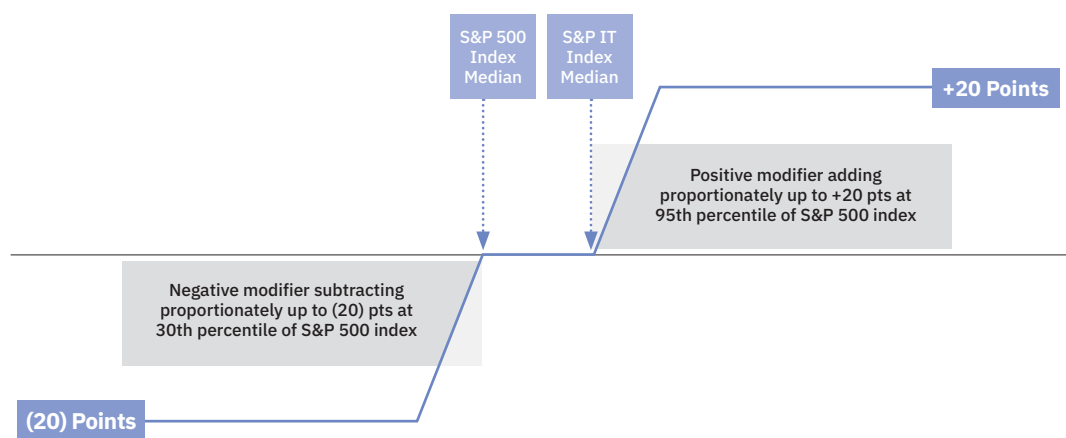 S&P 500
Index
Median
S&P IT
Index
Median
+20 Points
Positive modifier adding
proportionately up to +20 pts at
95th percentile of S&P 500 index
Negative modifier subtracting
proportionately up to (20) pts at
30th percentile of S&P 500 index
(20) Points